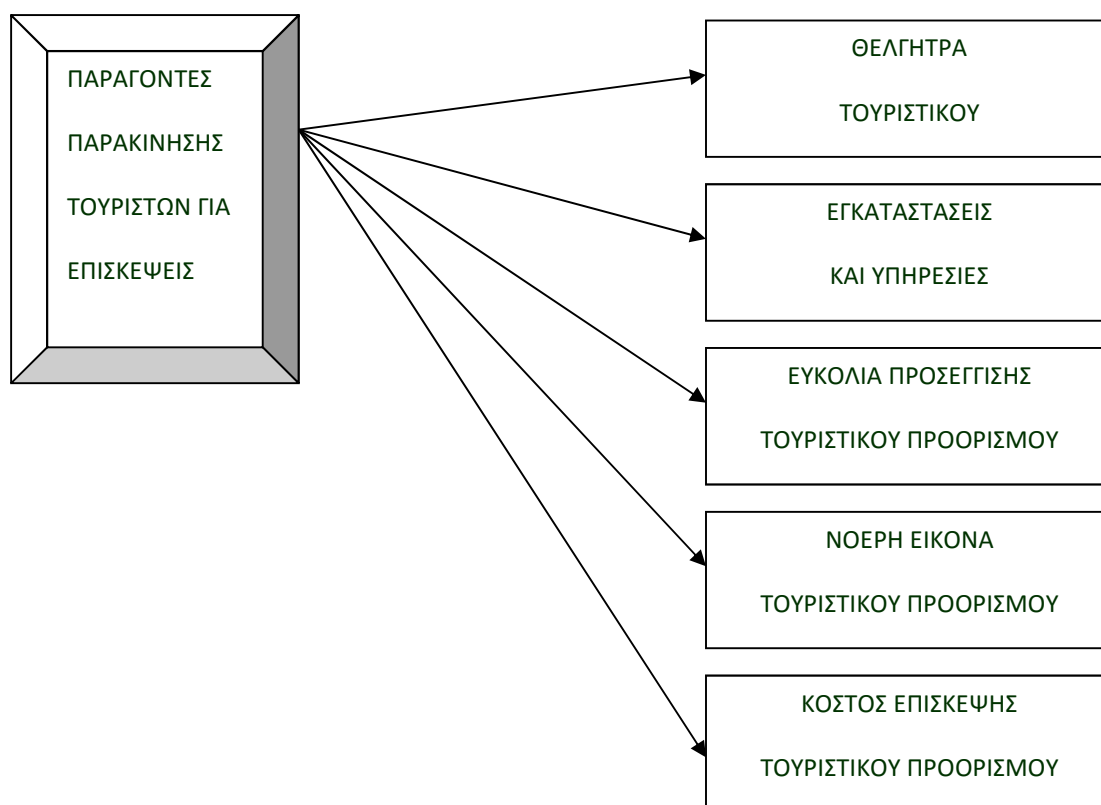 ΠΑΡΑΓΟΝΤΕΣ
ΠΑΡΑΚΙΝΗΣΗΣ
ΤΟΥΡΙΣΤΩΝ ΓΙΑ
ΕΠΙΣΚΕΨΕΙΣ
ΘΕΛΓΗΤΡΑ
ΤΟΥΡΙΣΤΙΚΟΥ
ΕΓΚΑΤΑΣΤΑΣΕΙΣ
ΚΑΙ ΥΠΗΡΕΣΙΕΣ
ΕΥΚΟΛΙΑ ΠΡΟΣΕΓΓΙΣΗΣ
ΤΟΥΡΙΣΤΙΚΟΥ ΠΡΟΟΡΙΣΜΟΥ
ΝΟΕΡΗ ΕΙΚΟΝΑ
ΤΟΥΡΙΣΤΙΚΟΥ ΠΡΟΟΡΙΣΜΟΥ
ΚΟΣΤΟΣ ΕΠΙΣΚΕΨΗΣ
ΤΟΥΡΙΣΤΙΚΟΥ ΠΡΟΟΡΙΣΜΟΥ